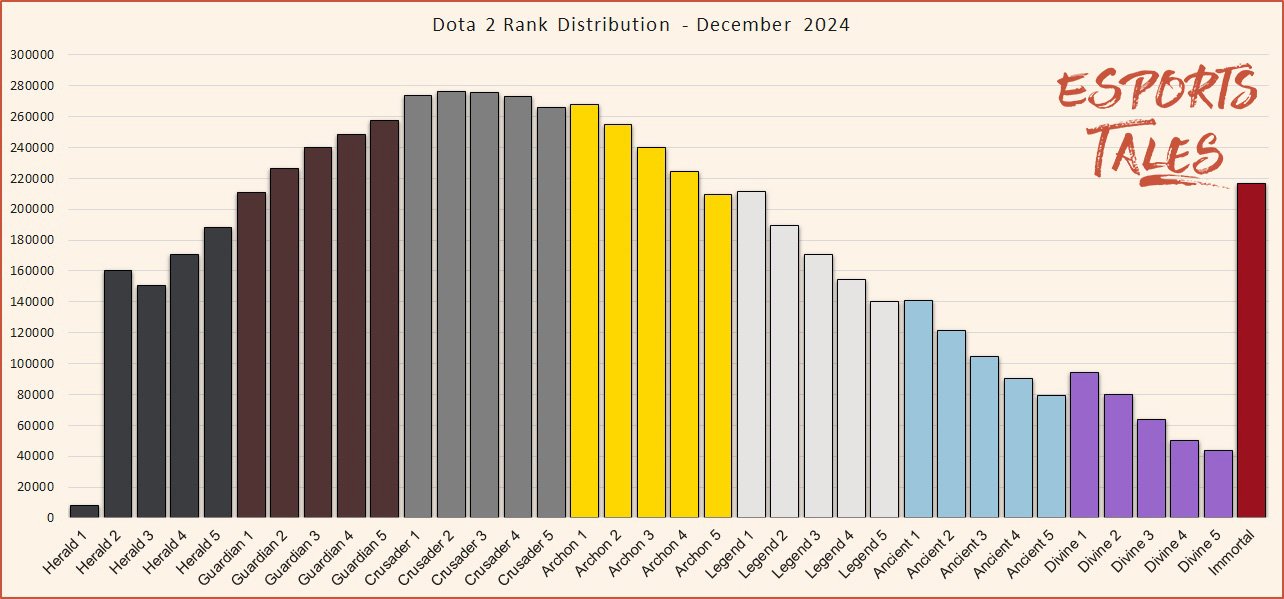 Dota 2 Rank Distribution - December 2024
ESPORTS
TALES
300000
280000
260000
240000
220000
200000
180000
160000
140000
120000
100000
80000
60000
40000
20000
0
Herald 1
Herald 2
Herald 3
Herald 4
Herald 5
Guardian 1
Guardian 2
Guardian 3
Guardian 4
Guardian 5
Crusader 1
Crusader 2
Crusader 3
Crusader 4
Crusader 5
Archon 1
Archon 2
Archon 3
Archon 4
Archon 5
Legend 1
Legend 2
Legend 3
Legend 4
Legend 5
Ancient 1
Ancient 2
Ancient 3
Ancient 4
Ancient 5
Divine 1
Divine 2
Divine 3
Divine 4
Divine 5
Immortal